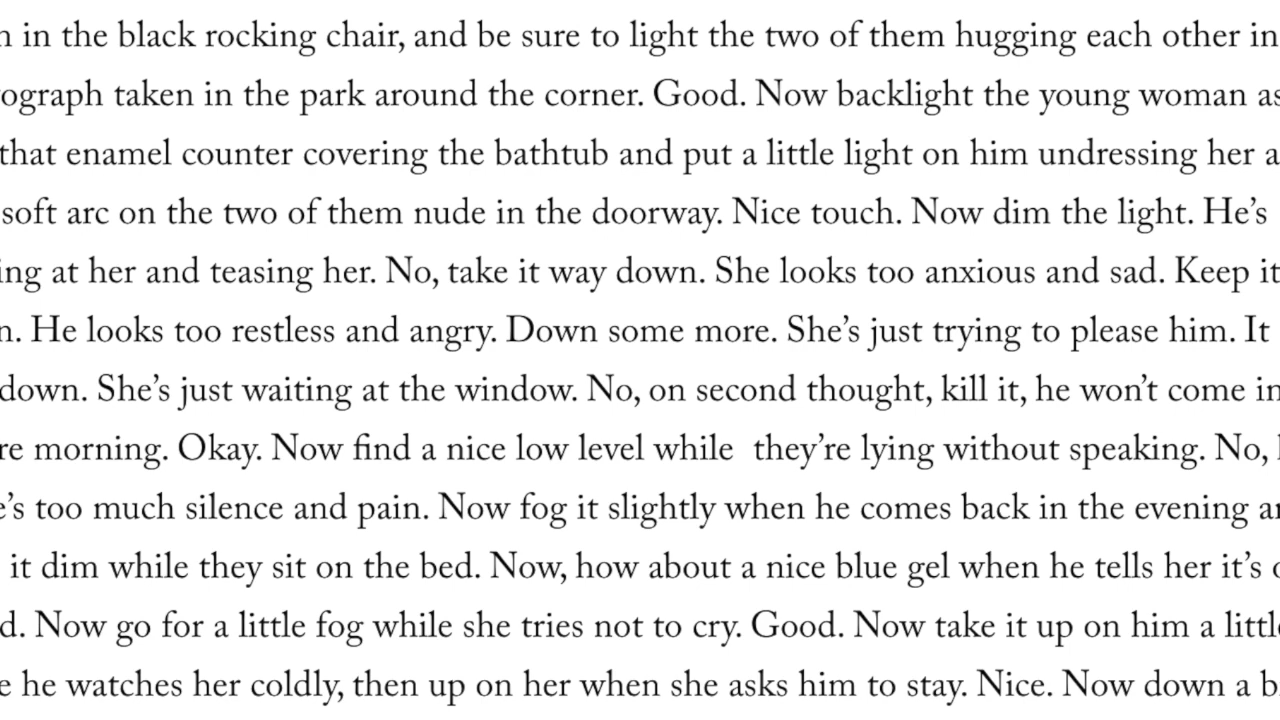 in the black rocking chair, and be sure to light the two of them hugging each other in
ograph taken in the park around the corner. Good. Now backlight the young woman as
that enamel counter covering the bathtub and put a little light on him undressing her a
soft arc on the two of them nude in the doorway. Nice touch. Now dim the light. He’s
ing at her and teasing her. No, take it way down. She looks too anxious and sad. Keep it
n. He looks too restless and angry. Down some more. She’s just trying to please him. It
down. She’s just waiting at the window. No, on second thought, kill it, he won’t come in
re morning. Okay. Now find a nice low level while they’re lying without speaking. No,
e’s too much silence and pain. Now fog it slightly when he comes back in the evening
it dim while they sit on the bed. Now, how about a nice blue gel when he tells her it’s
d. Now go for a little fog while she tries not to cry. Good. Now take it up on him a little
e he watches her coldly, then up on her when she asks him to stay. Nice. Now down a